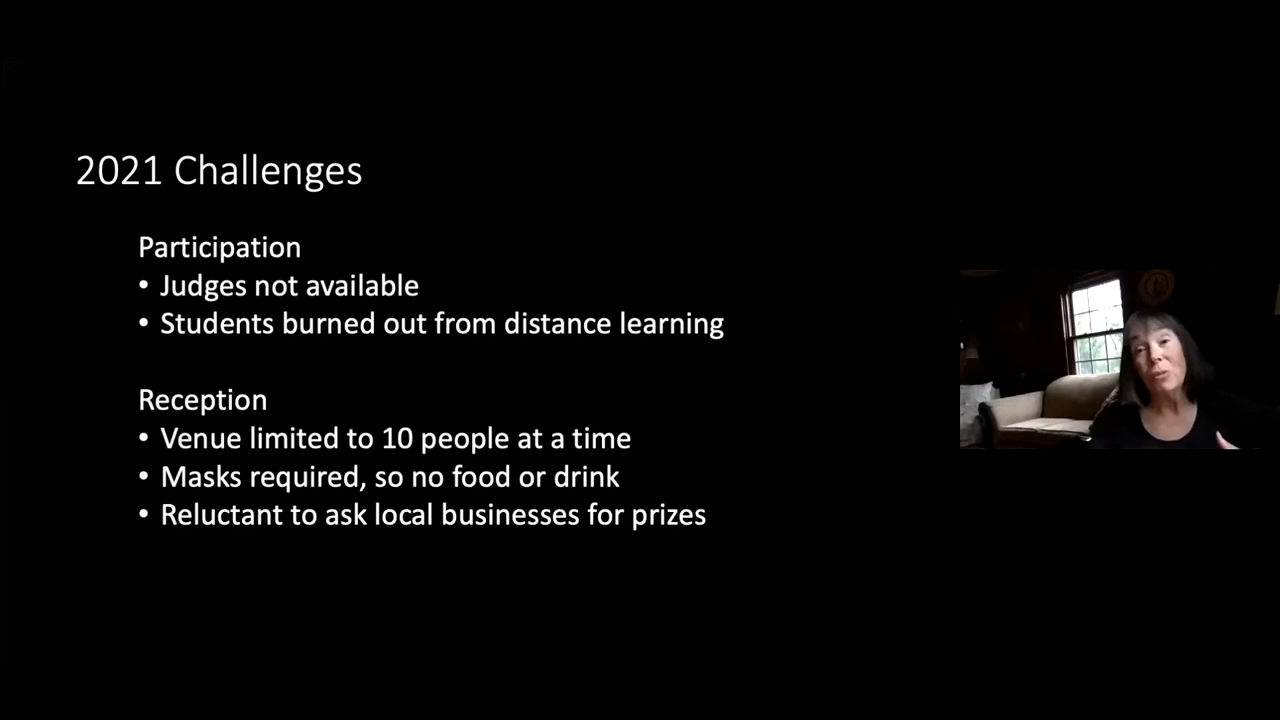 2021 Challenges
Participation
• Judges not available
• Students burned out from distance learning
Reception
• Venue limited to 10 people at a time
• Masks required, so no food or drink
• Reluctant to ask local businesses for prizes